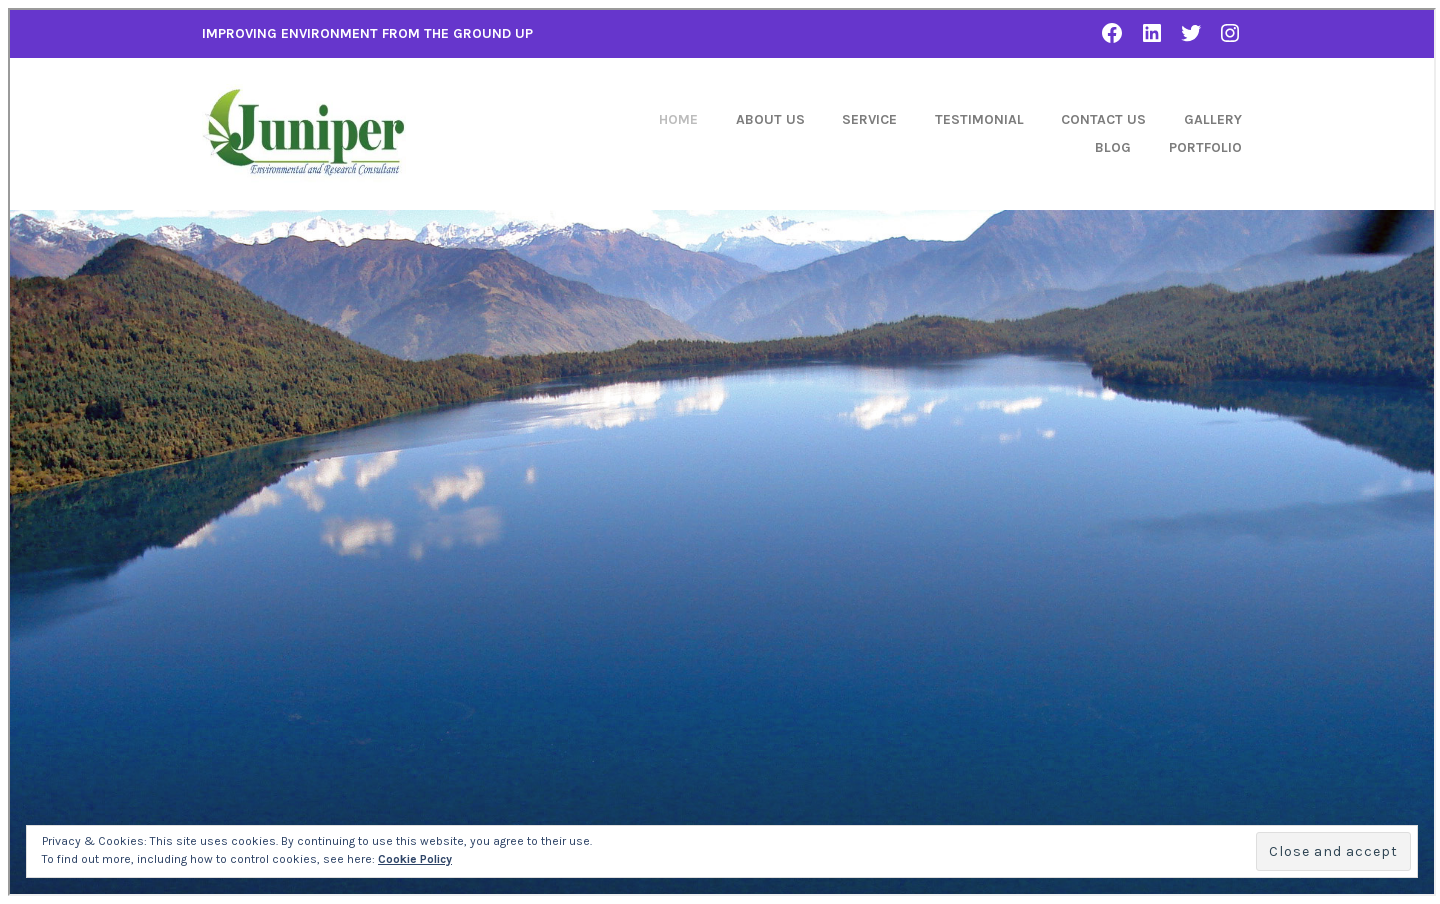 IMPROVING ENVIRONMENT FROM THE GROUND UP
Juniper
Environmental and Research Consultant
HOME ABOUT US SERVICE TESTIMONIAL CONTACT US GALLERY
BLOG PORTFOLIO
Privacy & Cookies: This site uses cookies. By continuing to use this website, you agree to their use.
To find out more, including how to control cookies, see here: Cookie Policy
Close and accept